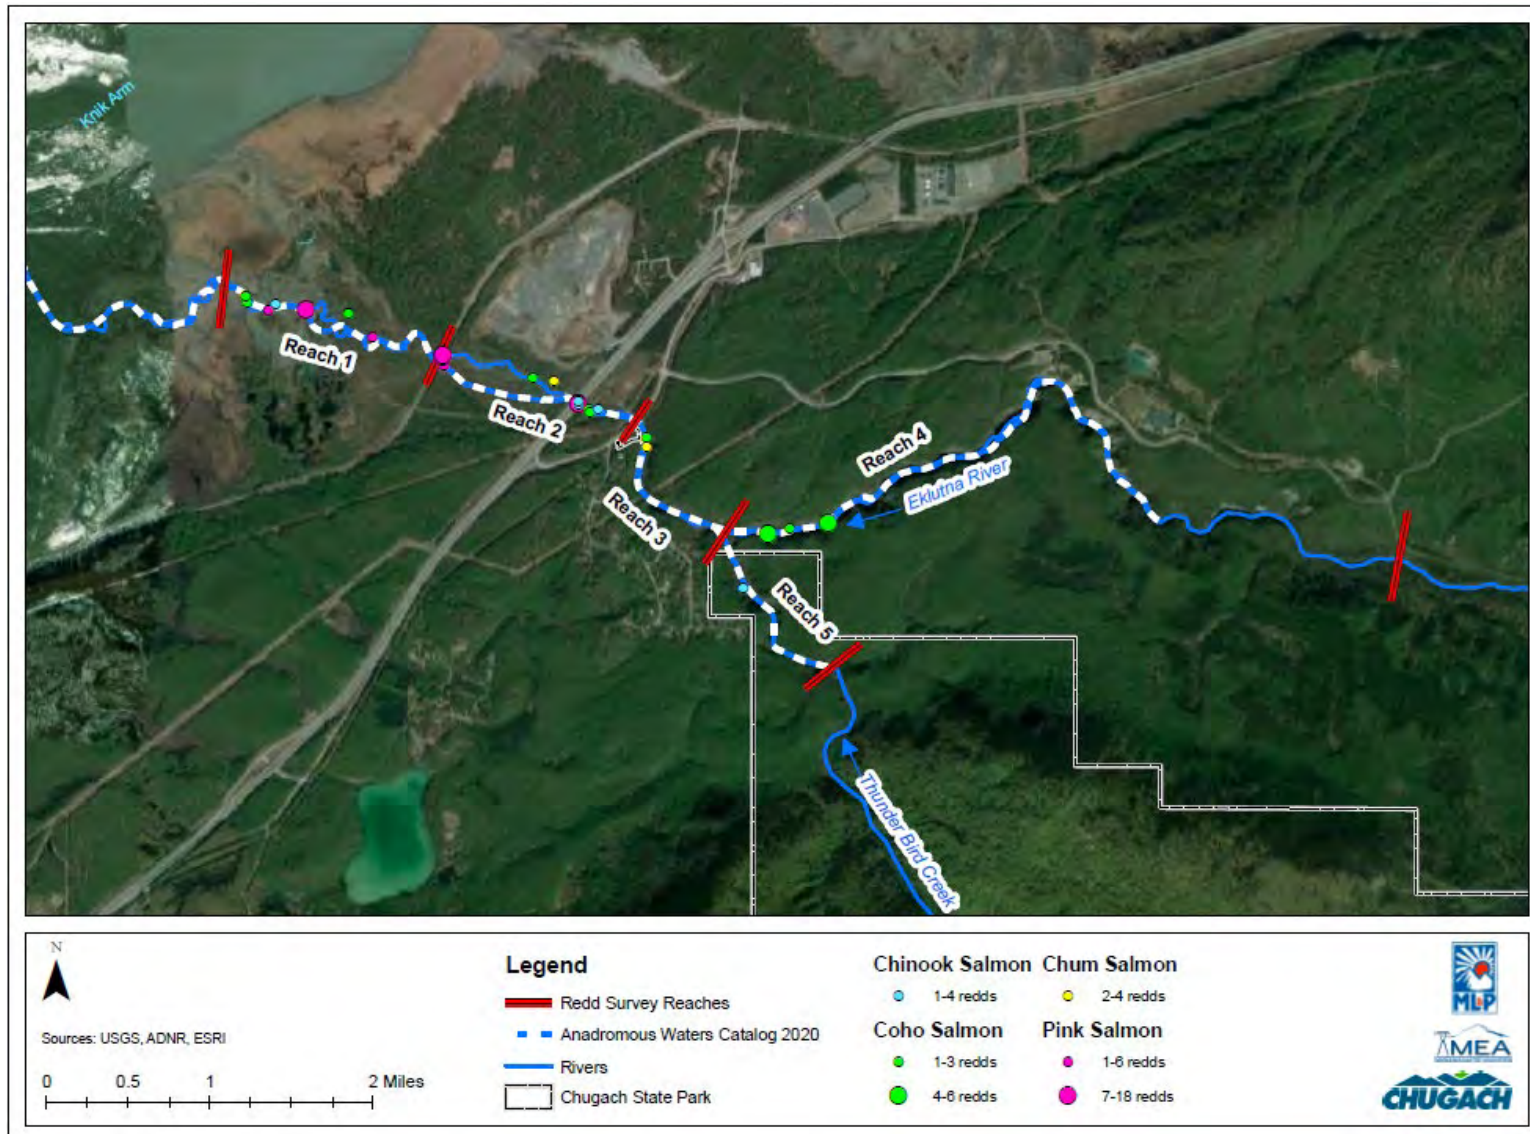 Knik Arm
Reach 1
Reach 2
Reach 3
Reach 4
Eklutna River
Reach 5
Thunder Bird Creek
N
Sources: USGS, ADNR, ESRI
0 0.5 1 2 Miles
Legend
Redd Survey Reaches
Anadromous Waters Catalog 2020
Rivers
Chugach State Park
Chinook Salmon
1-4 redds
Coho Salmon
1-3 redds
4-6 redds
Chum Salmon
2-4 redds
Pink Salmon
1-6 redds
7-18 redds
ML&P
MEA
CHUGACH